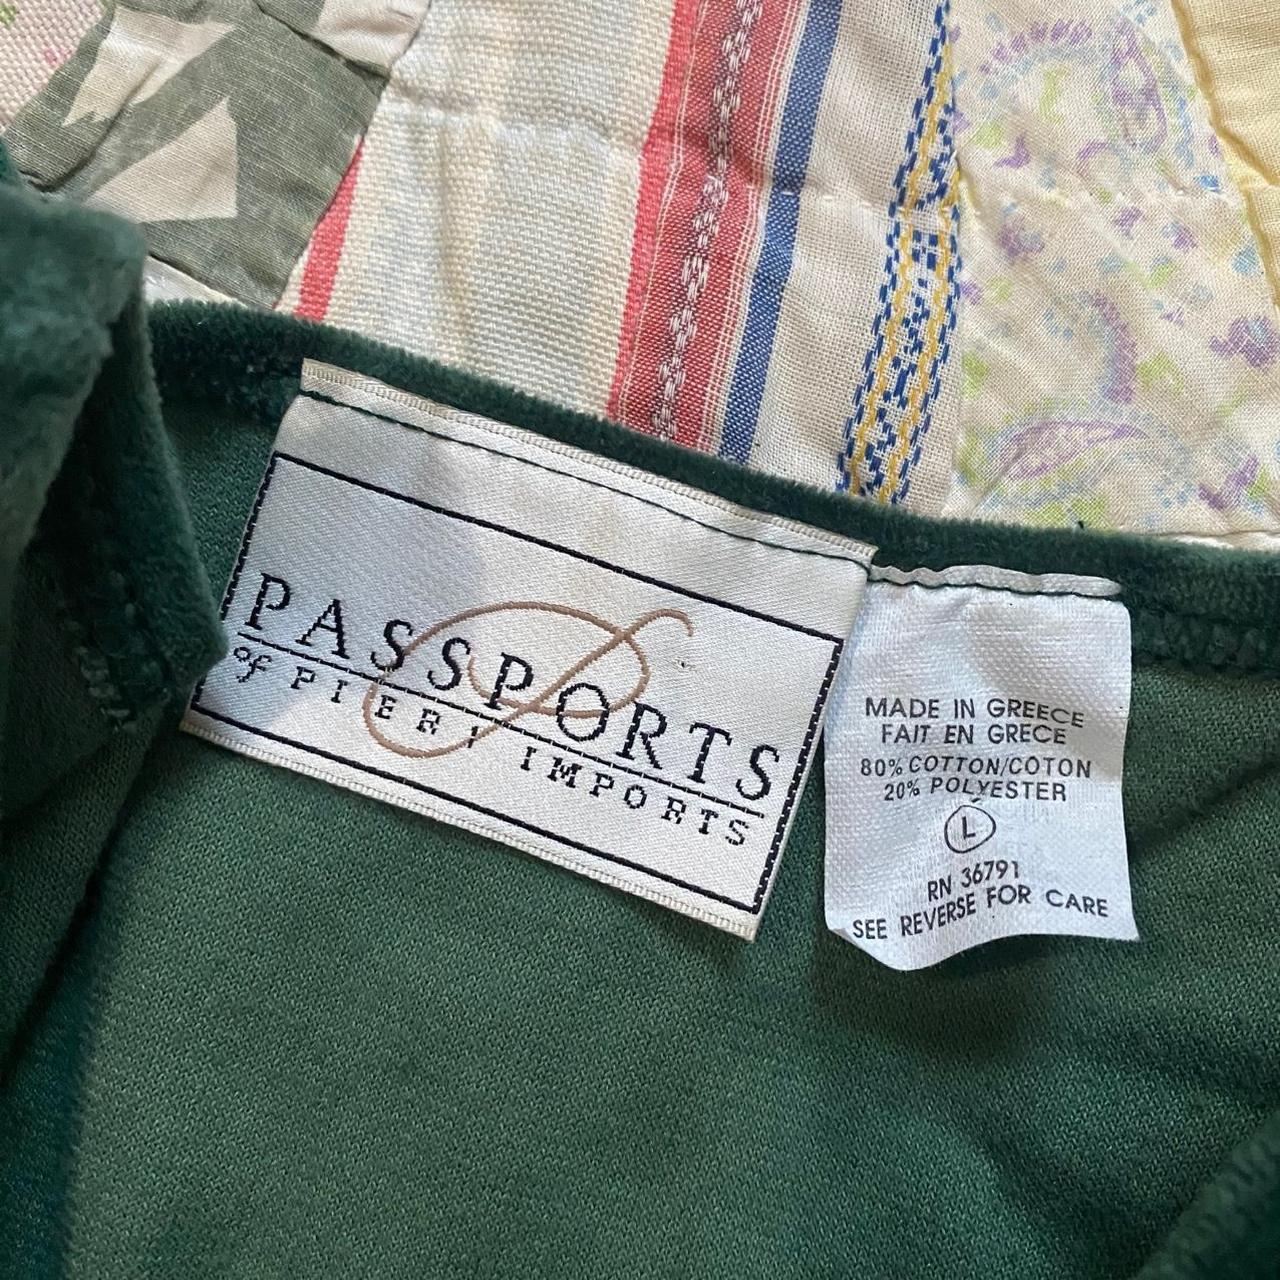 PASSPORTS
of PIER 1 IMPORTS
MADE IN GREECE
FAIT EN GRECE
80% COTTON/COTON
20% POLYESTER
L
RN 36791
SEE REVERSE FOR CARE